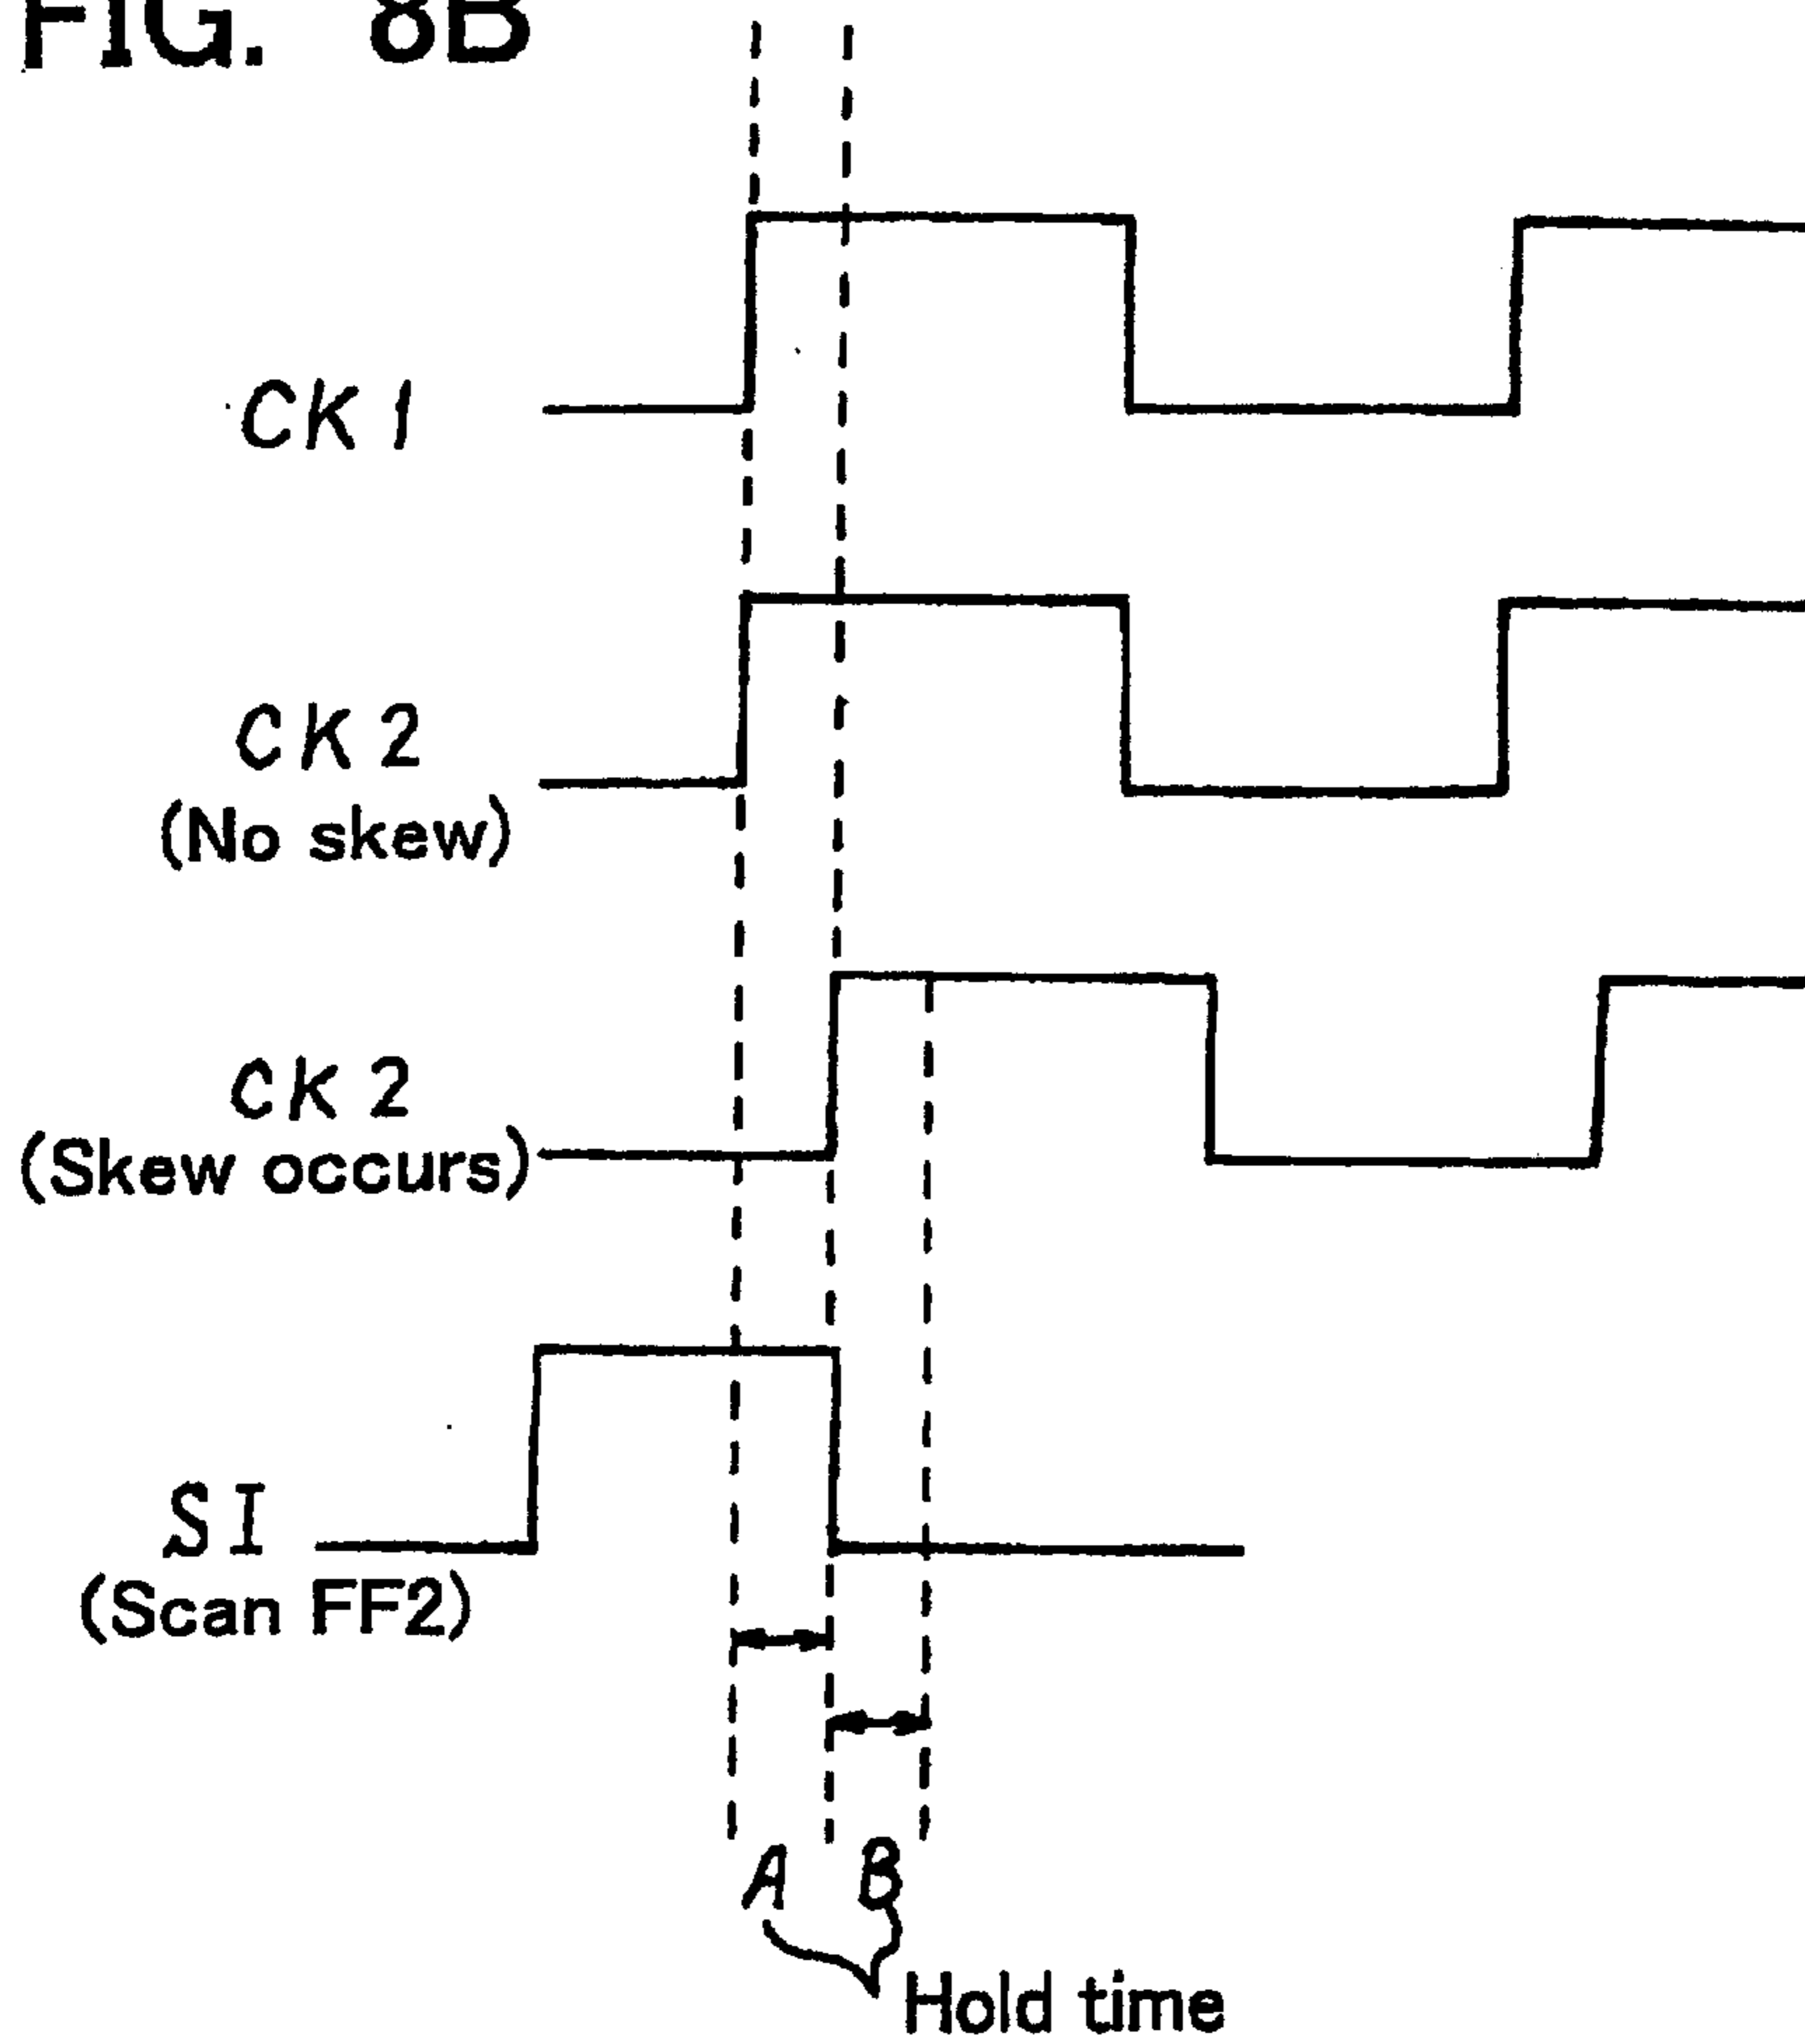 FIG. 8B
CK1
CK2
(No skew)
CK2
(Skew occurs)
SI
(Scan FF2)
A B
Hold time